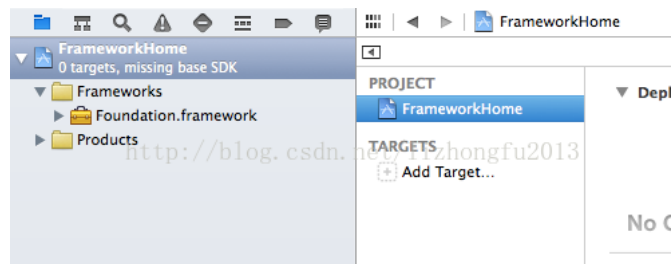 FrameworkHome
FrameworkHome
0 targets, missing base SDK
Frameworks
Foundation.framework
Products
PROJECT
FrameworkHome
TARGETS
Add Target...
Depl
No
http://blog.csdn.net/lizhongfu2013